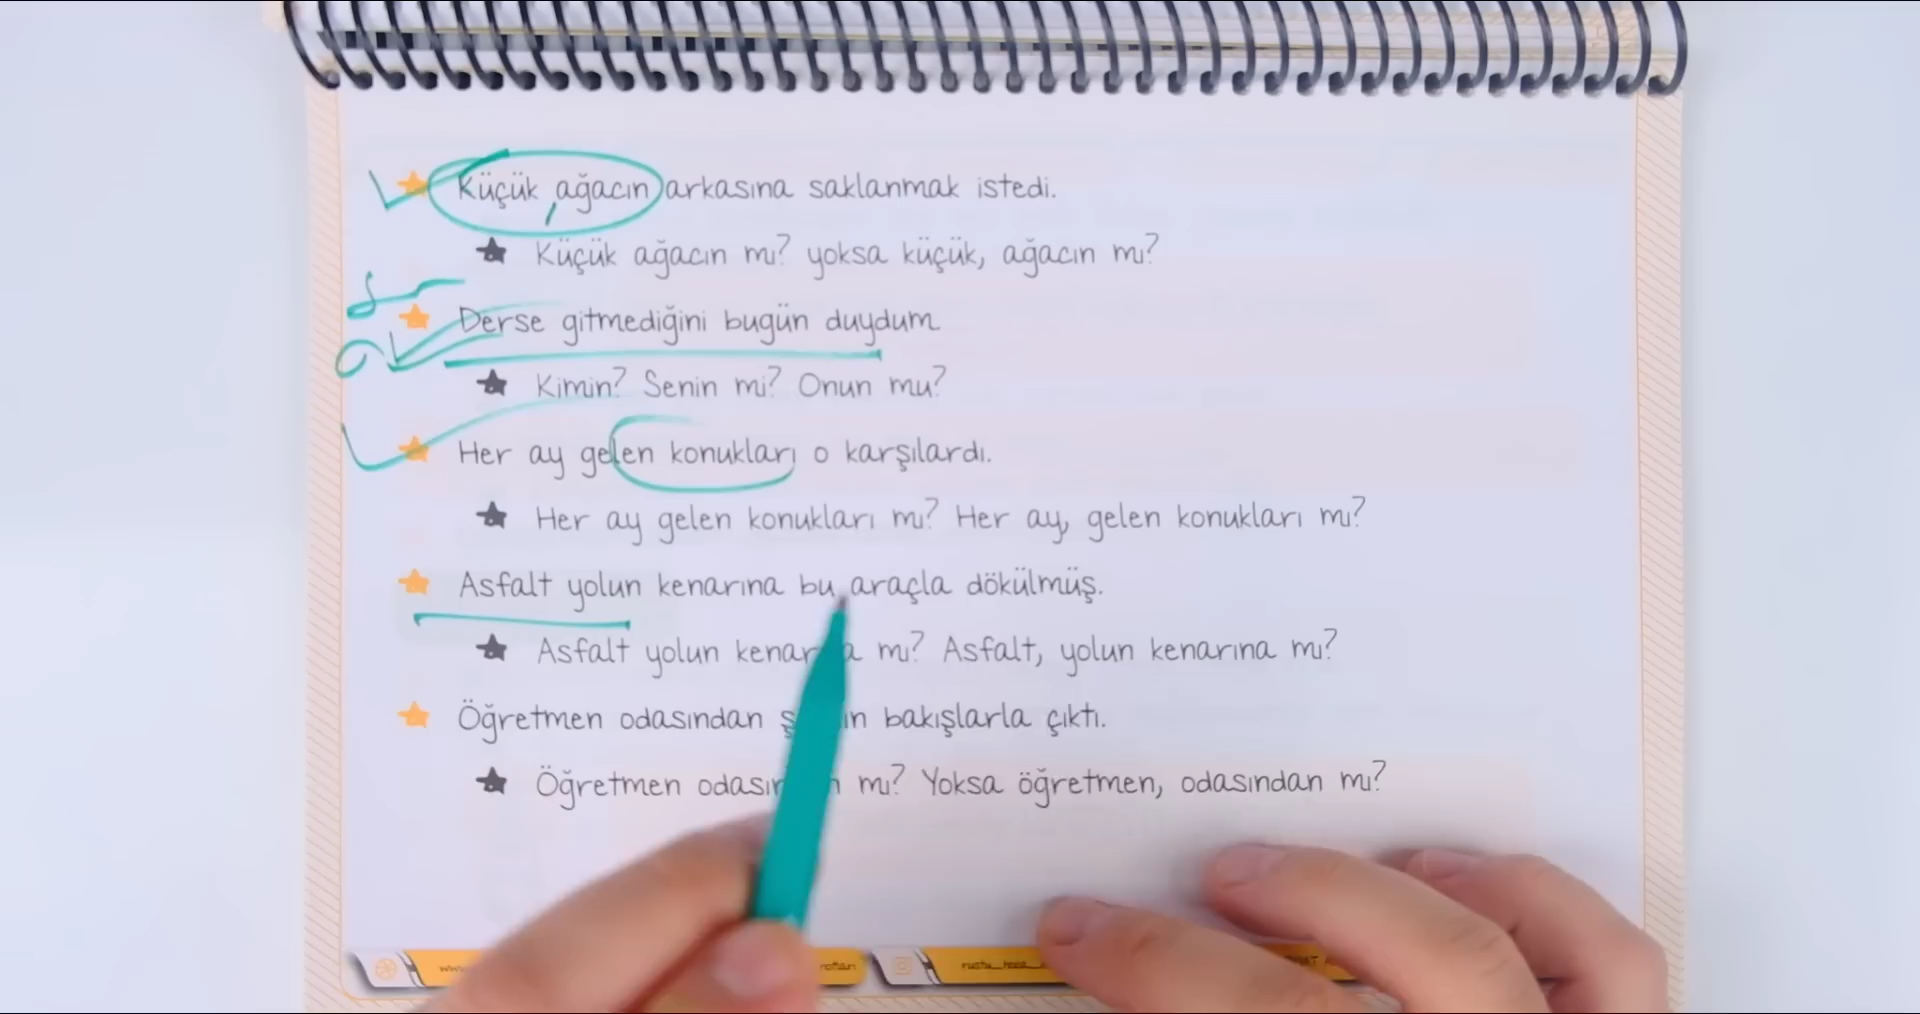 Küçük ağacın arkasına saklanmak istedi.
Küçük ağacın mı? yoksa küçük, ağacın mı?
Derse gitmediğini bugün duydum.
Kimin? Senin mi? Onun mu?
Her ay gelen konukları o karşılardı.
Her ay gelen konukları mı? Her ay, gelen konukları mı?
Asfalt yolun kenarına bu araçla dökülmüş.
Asfalt yolun mı? Asfalt, yolun kenarına mı?
Öğretmen odasından bakışlarla çıktı.
Öğretmen mı? Yoksa öğretmen, odasından mı?